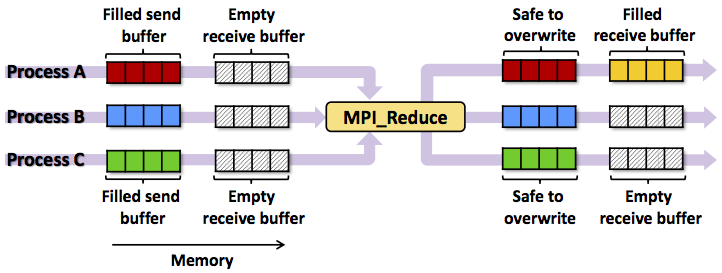 Filled send
buffer
Empty
receive buffer
Safe to
overwrite
Filled
receive buffer
Process A
Process B
MPI_Reduce
Process C
Filled send
buffer
Empty
receive buffer
Safe to
overwrite
Empty
receive buffer
Memory